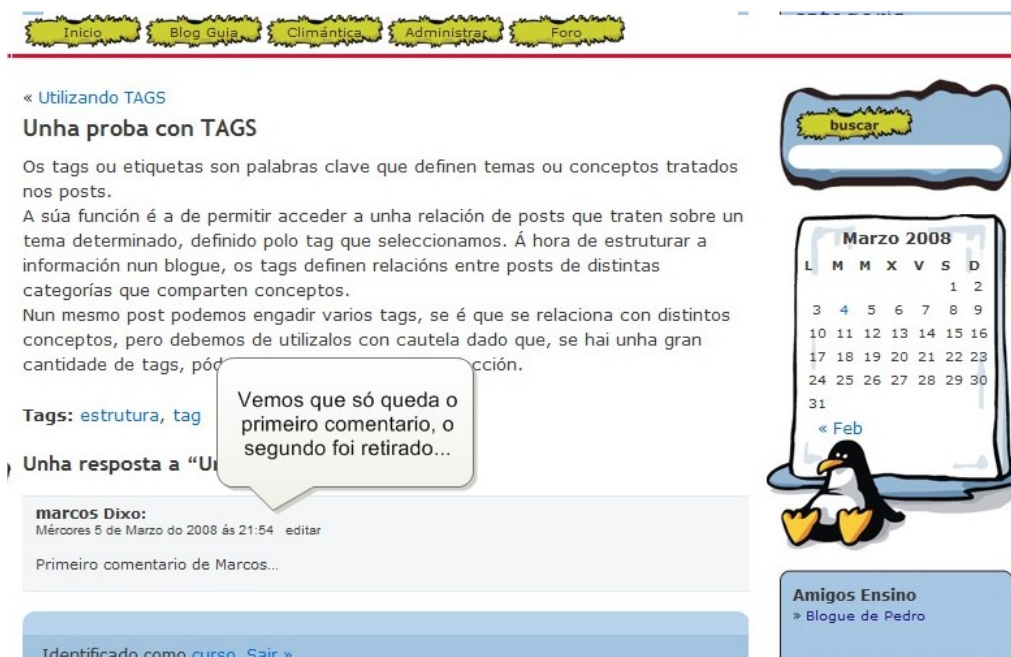 Inicio
Blog Guia
Climántica
Administrar
Foro
« Utilizando TAGS
Unha proba con TAGS
Os tags ou etiquetas son palabras clave que definen temas ou conceptos tratados
nos posts.
A súa función é a de permitir acceder a unha relación de posts que traten sobre un
tema determinado, definido polo tag que seleccionamos. Á hora de estruturar a
información nun blogue, os tags definen relacións entre posts de distintas
categorías que comparten conceptos.
Nun mesmo post podemos engadir varios tags, se é que se relaciona con distintos
conceptos, pero debemos de utilizalos con cautela dado que, se hai unha gran
cantidade de tags, cción.
Vemos que só queda o
primeiro comentario, o
segundo foi retirado...
Tags: estrutura, tag
Unha resposta a “
marcos Dixo:
Mércores 5 de Marzo do 2008 ás 21:54 editar
Primeiro comentario de Marcos...
Identificado como curso. Sair »
buscar
Marzo 2008
L M M X V S D
1 2
3 4 5 6 7 8 9
10 11 12 13 14 15 16
17 18 19 20 21 22 23
24 25 26 27 28 29 30
31
« Feb
Amigos Ensino
» Blogue de Pedro